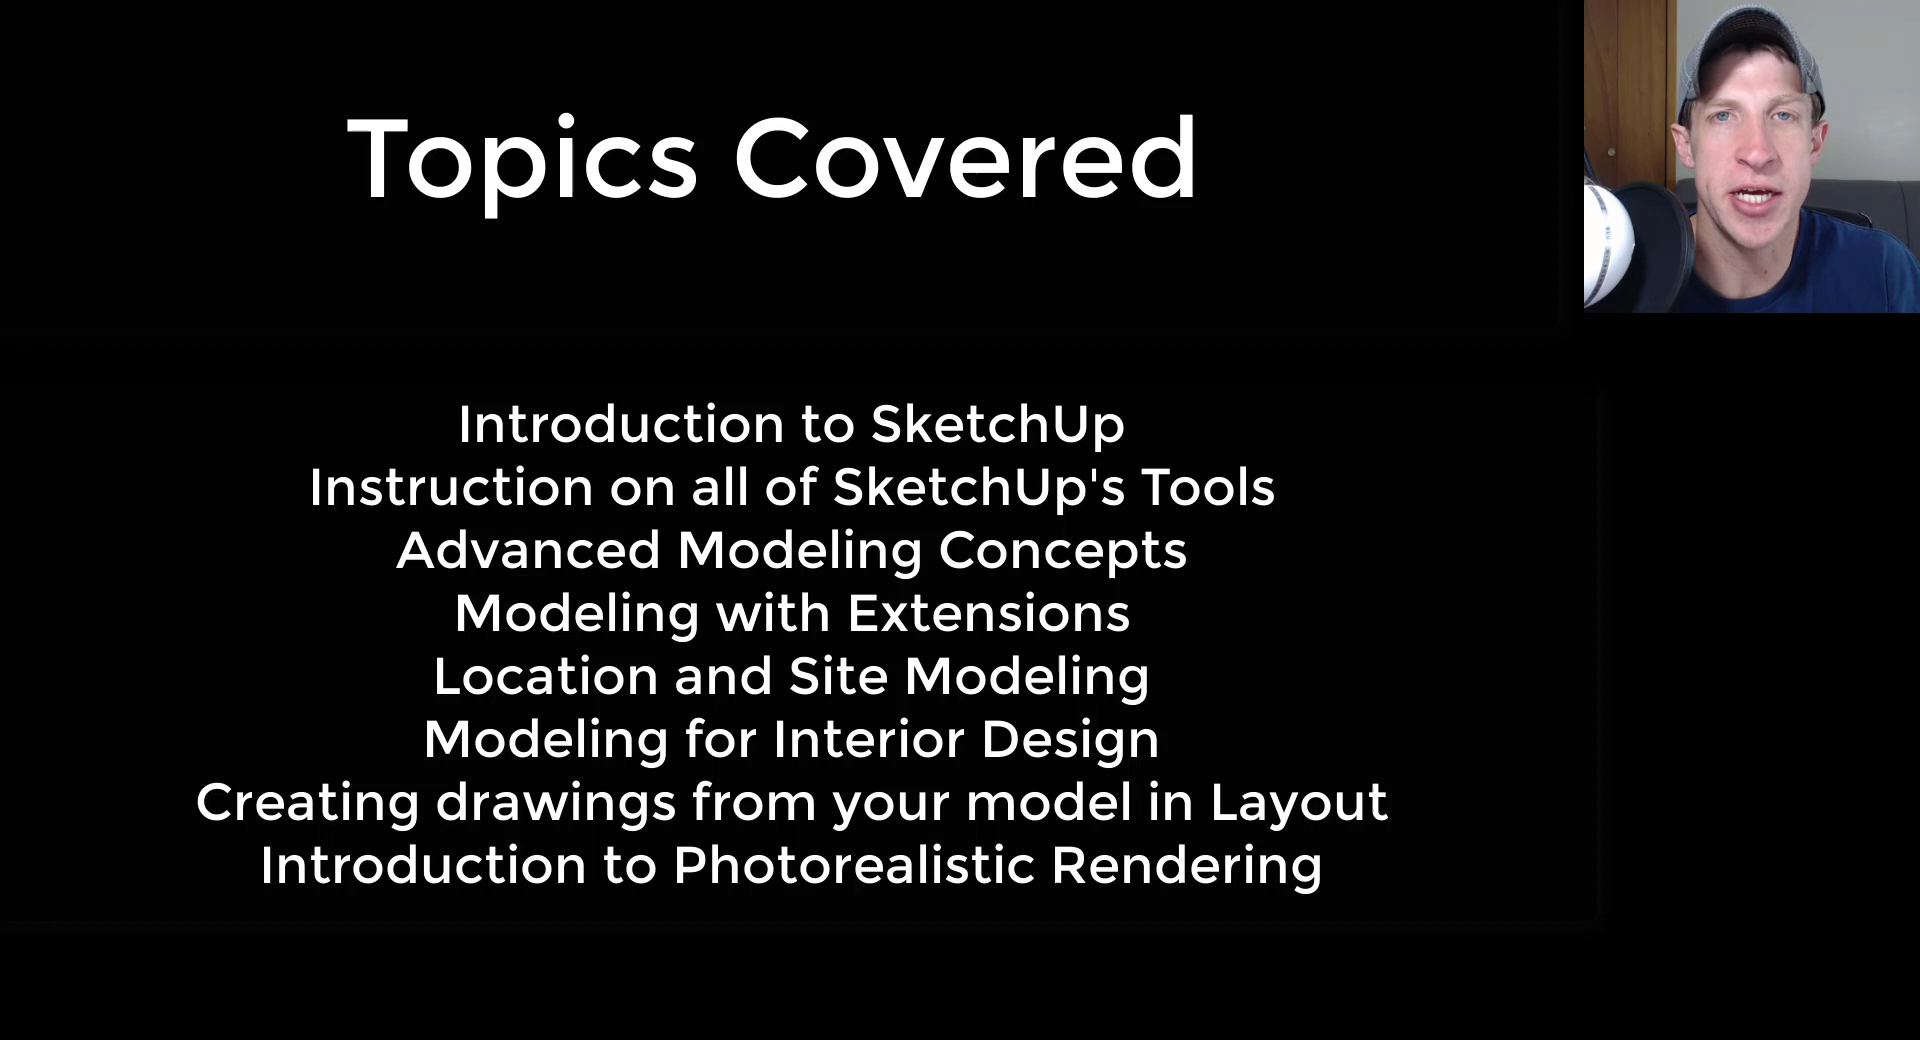 Topics Covered
Introduction to SketchUp
Instruction on all of SketchUp's Tools
Advanced Modeling Concepts
Modeling with Extensions
Location and Site Modeling
Modeling for Interior Design
Creating drawings from your model in Layout
Introduction to Photorealistic Rendering